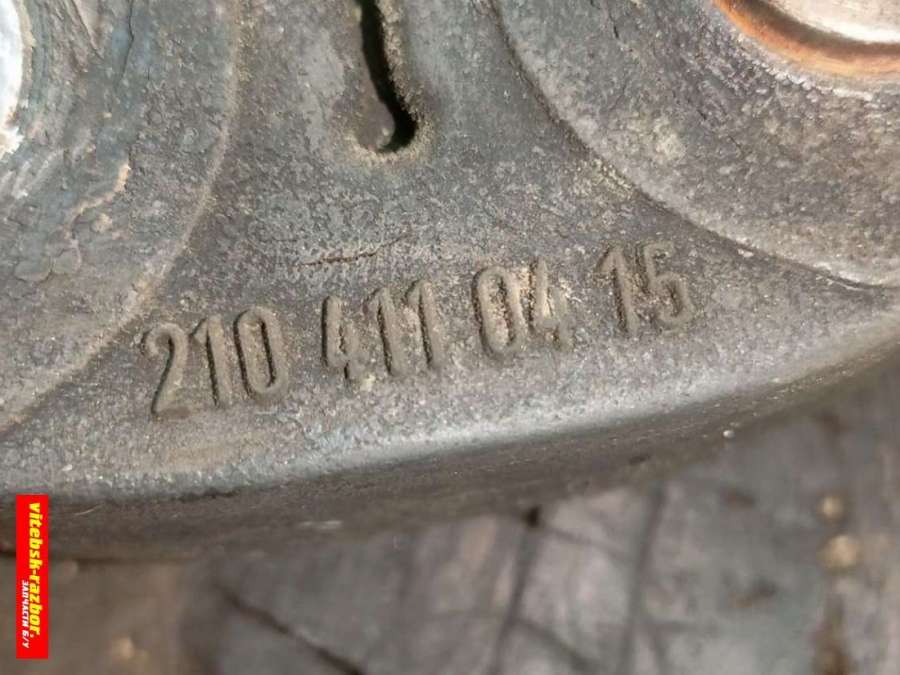 210 411 04 15
vitebsk-razbor.
ЗАПЧАСТИ Б/У